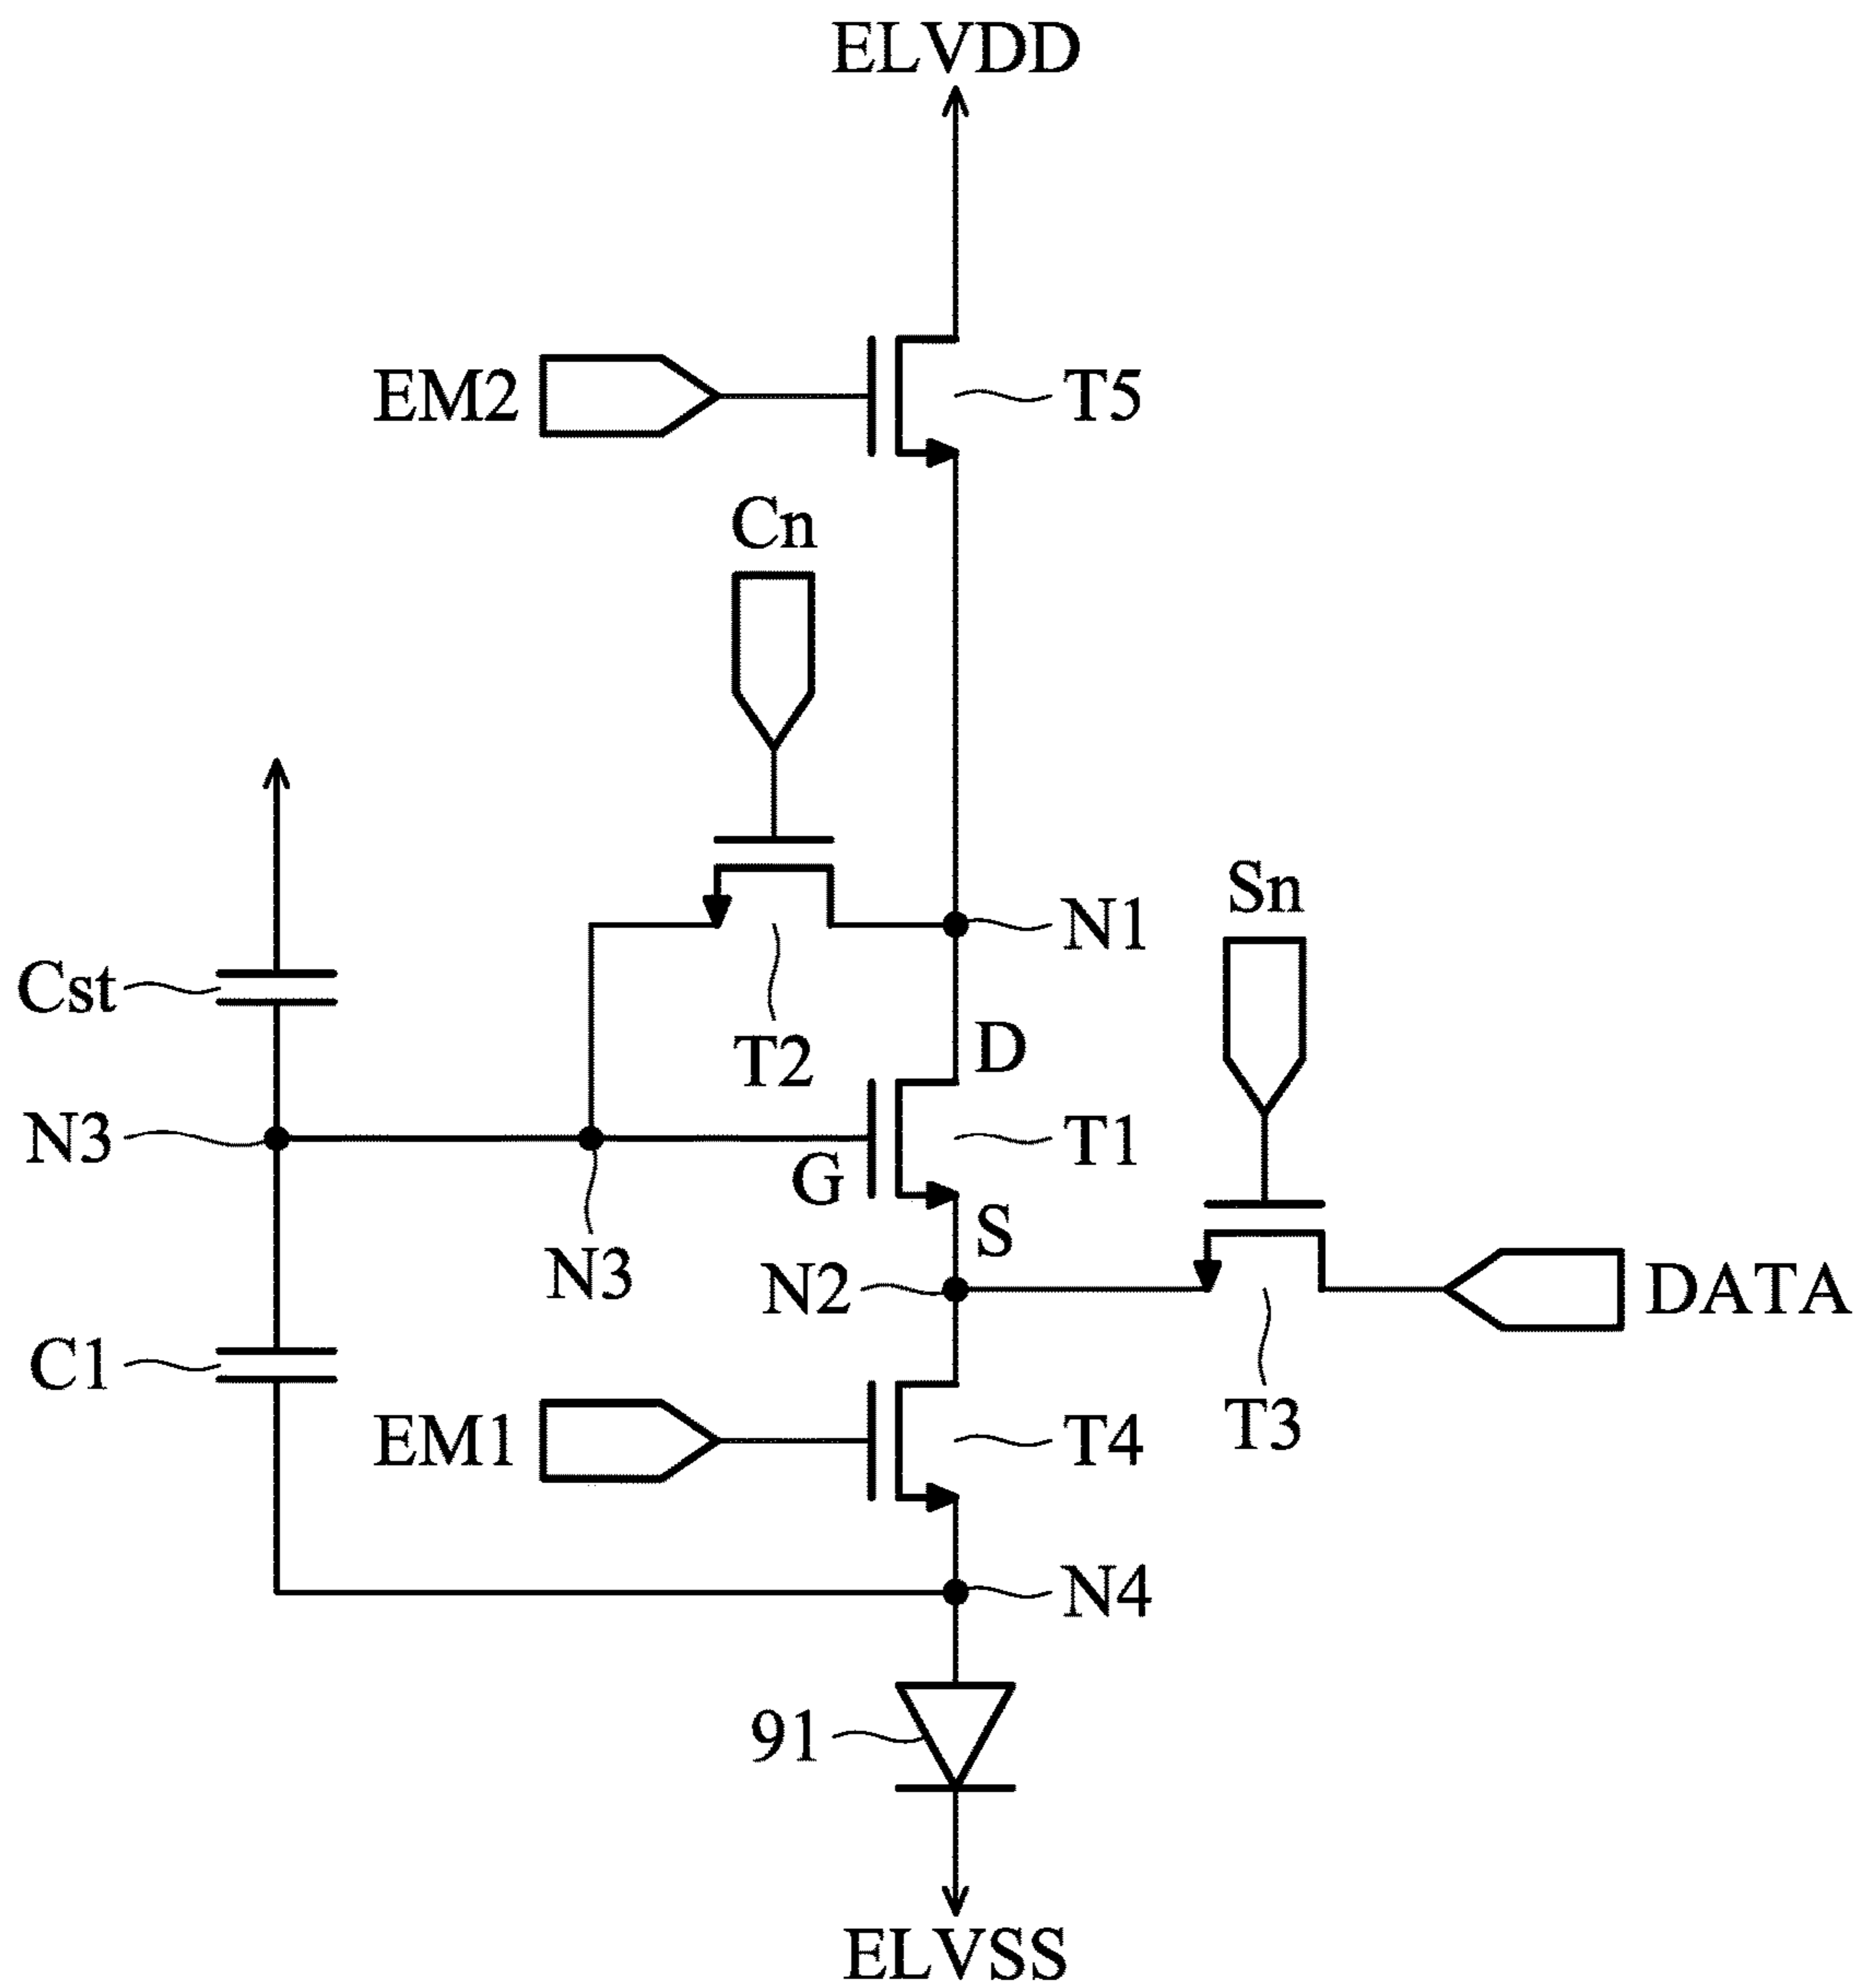 ELVDD
EM2
T5
Cn
Sn
N1
Cst
D
T2
N3
T1
G
S
N3
N2
DATA
C1
EM1
T4
T3
N4
91
ELVSS